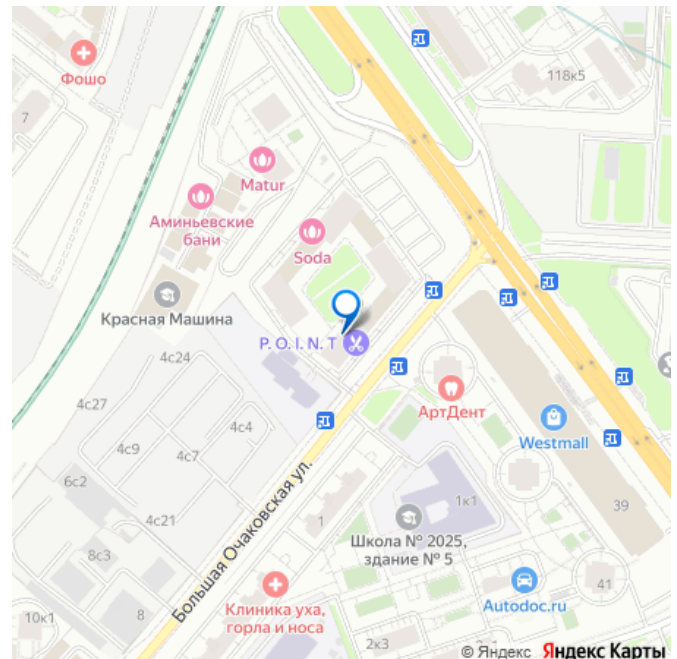 118к5
Фошо
7
Matur
Аминьевские
бани
Soda
Красная Машина
P.O.I.N.T
4с24
АртДент
4с27
4с4
Westmall
4с9
4с7
6с2
1к1
39
4с21
1
Школа № 2025,
здание № 5
8с3
Большая Очаковская ул.
41
Autodoc.ru
Клиника уха,
горла и носа
10к1
8
2к3
© Яндекс Яндекс Карты